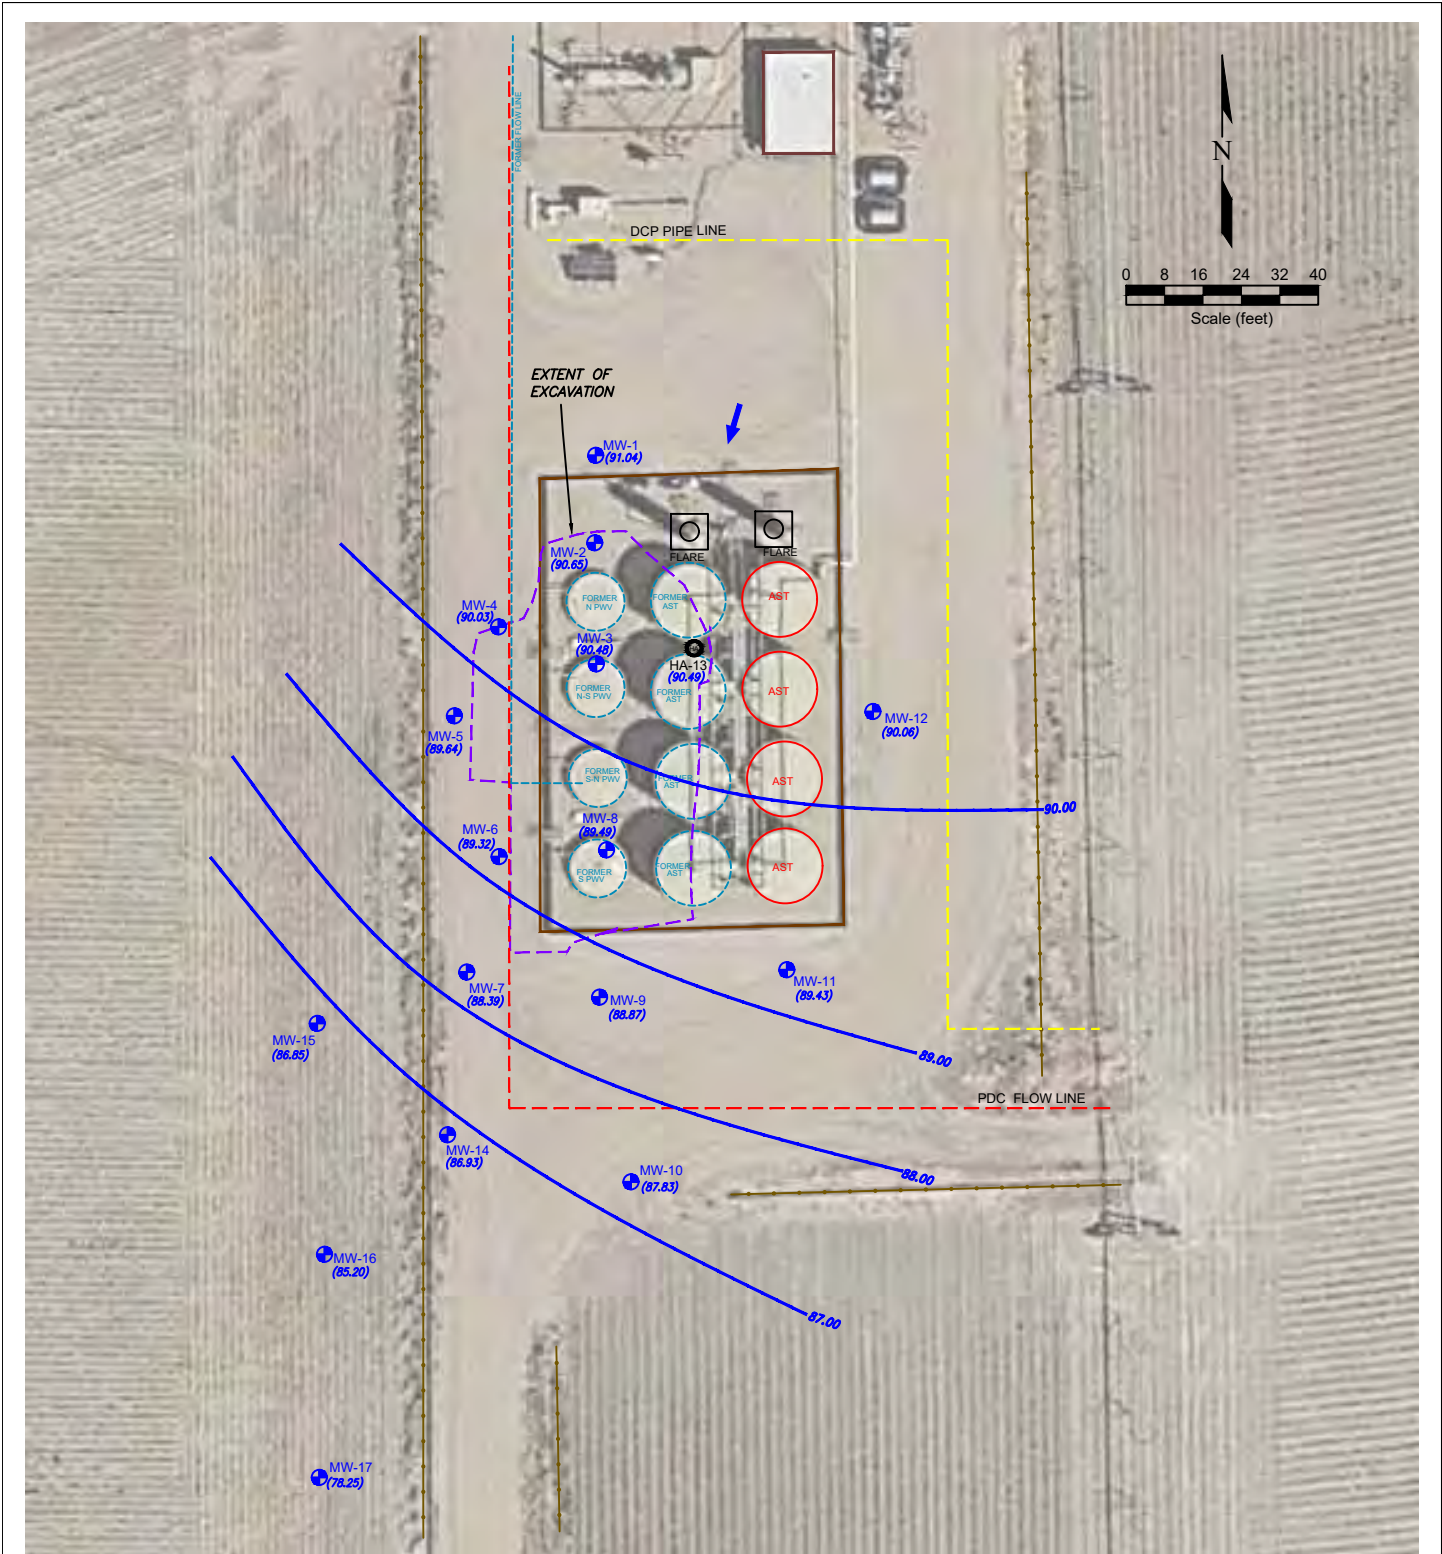 FORMER FLOW LINE
N
DCP PIPE LINE
0 8 16 24 32 40
Scale (feet)
EXTENT OF
EXCAVATION
MW-1
(91.04)
MW-2
(90.65)
FLARE
FLARE
MW-4
(90.03)
FORMER
N PWV
FORMER
AST
AST
MW-3
(90.48)
HA-13
(90.49)
FORMER
N-S PWV
FORMER
AST
AST
MW-5
(89.64)
MW-12
(90.06)
FORMER
S-N PWV
FORMER
AST
AST
90.00
MW-6
(89.32)
MW-8
(89.49)
FORMER
S PWV
FORMER
AST
AST
MW-7
(88.39)
MW-9
(88.87)
MW-11
(89.43)
MW-15
(86.85)
89.00
PDC FLOW LINE
MW-14
(86.93)
MW-10
(87.83)
88.00
MW-16
(85.20)
87.00
MW-17
(78.25)